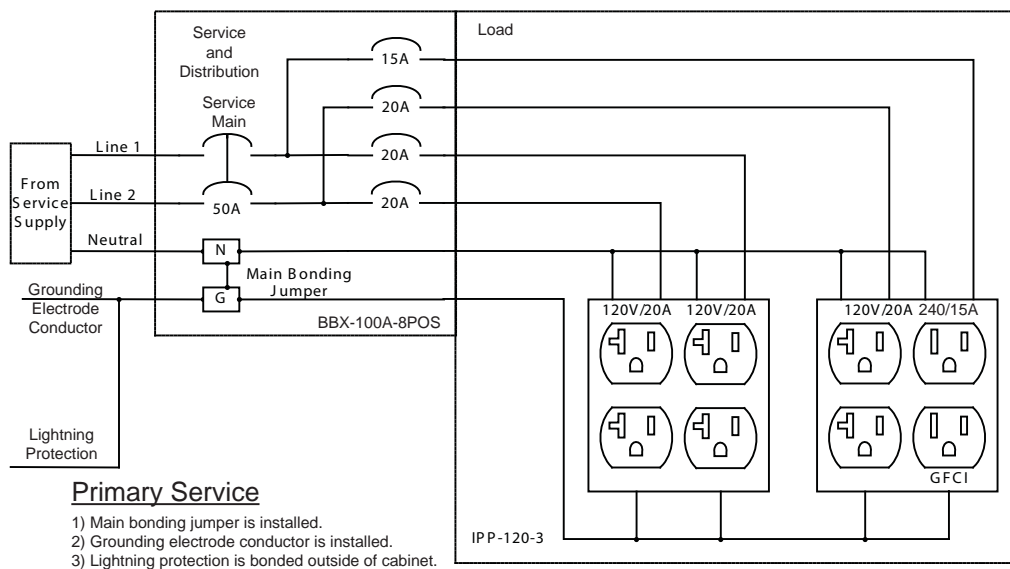 Service
and
Distribution
Load
15A
20A
Service
Main
Line 1
20A
From
Service
Supply
Line 2
50A
20A
Neutral
N
Main Bonding
Jumper
Grounding
Electrode
Conductor
G
BBX-100A-8POS
120V/20A 120V/20A
120V/20A 240/15A
Lightning
Protection
GFCI
Primary Service
1) Main bonding jumper is installed.
2) Grounding electrode conductor is installed.
3) Lightning protection is bonded outside of cabinet.
IPP-120-3